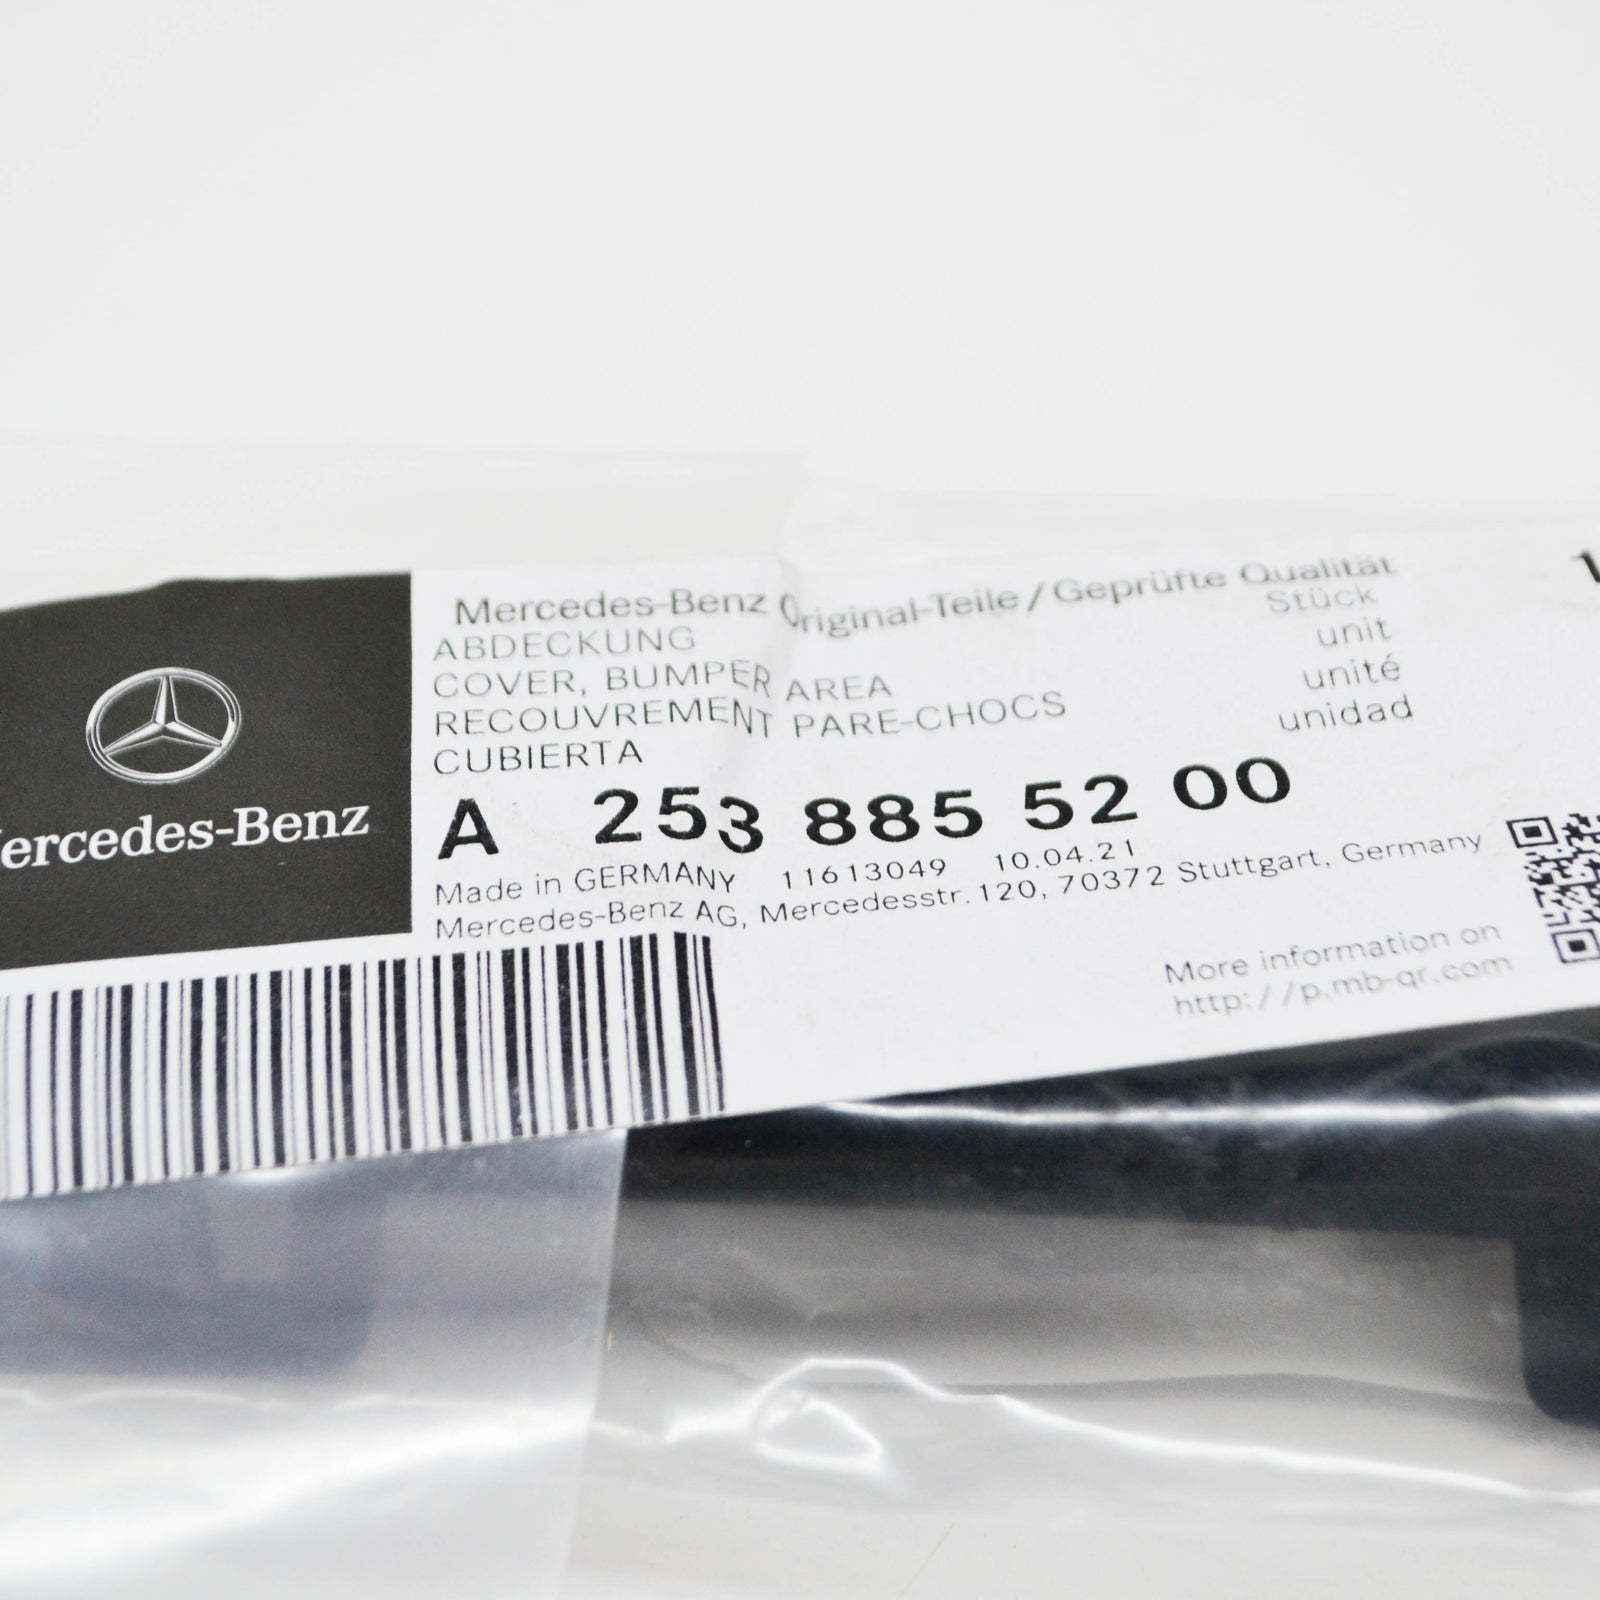 Mercedes-Benz
Mercedes-Benz Original-Teile / Geprüfte Qualität
ABDECKUNG Stück
COVER, BUMPER AREA unit
RECOUVREMENT PARE-CHOCS unité
CUBIERTA unidad
A 253 885 52 00
Made in GERMANY 11613049 10.04.21
Mercedes-Benz AG, Mercedesstr. 120, 70372 Stuttgart, Germany
More information on
http://p.mb-qr.com